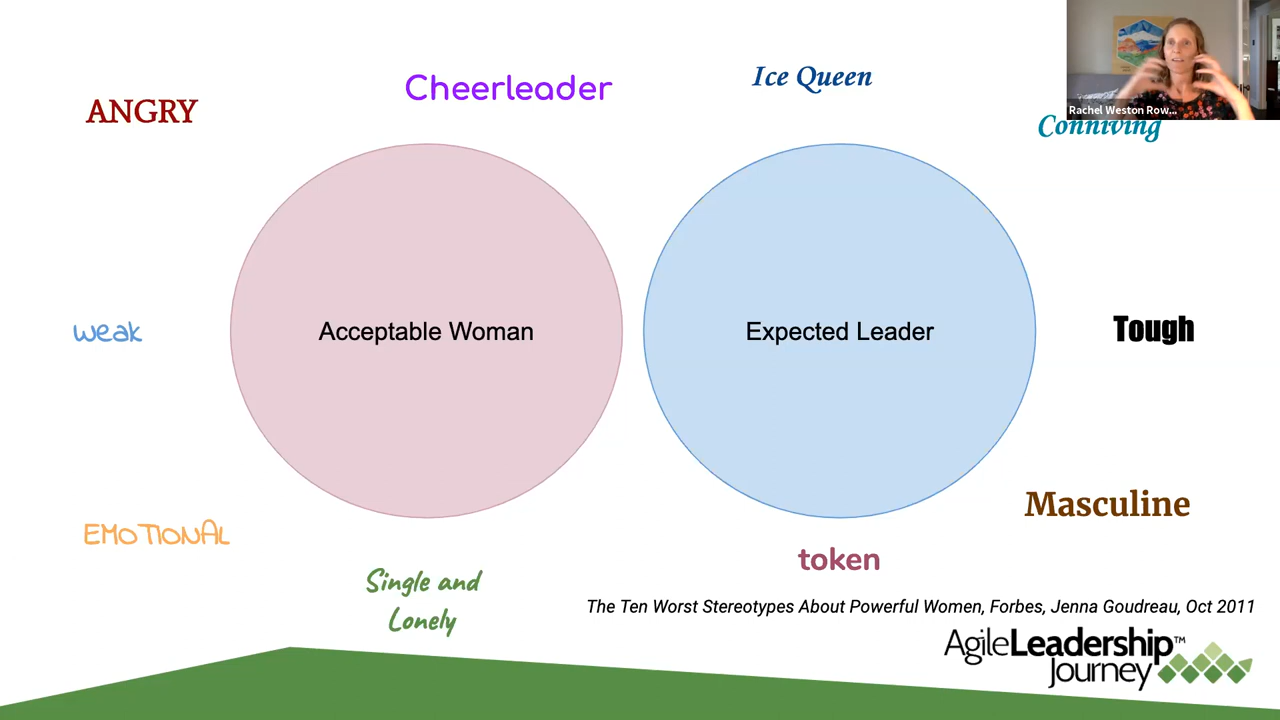 Ice Queen
Cheerleader
ANGRY
Rachel Weston Row...
Conniving
Acceptable Woman
Expected Leader
weak
Tough
Masculine
EMOTIONAL
token
Single and
Lonely
The Ten Worst Stereotypes About Powerful Women, Forbes, Jenna Goudreau, Oct 2011
AgileLeadership™
Journey